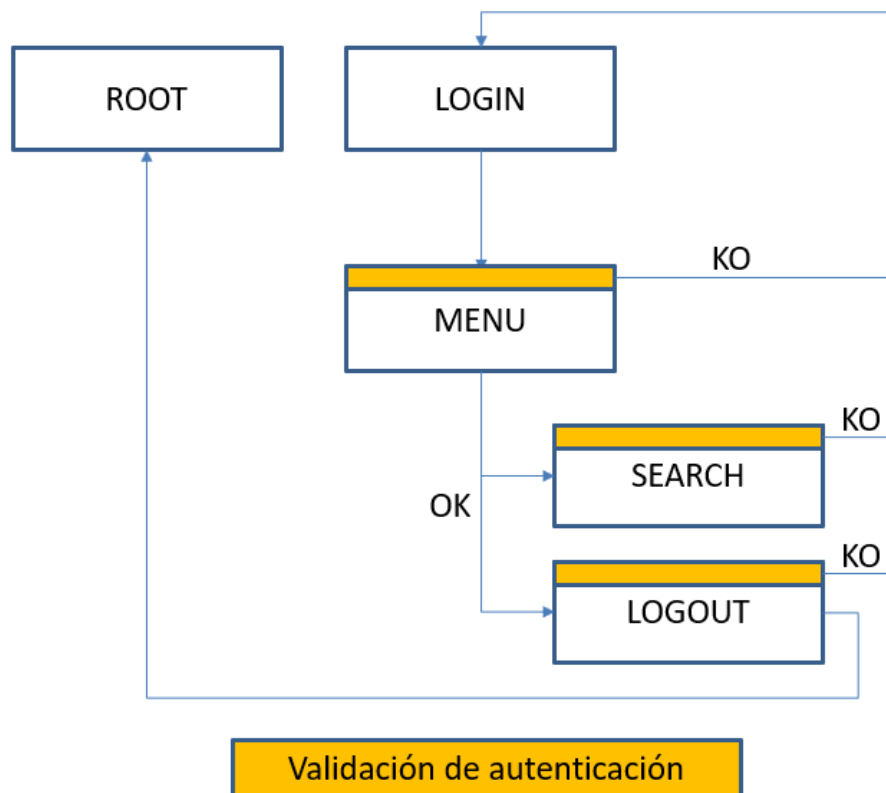 ROOT
LOGIN
KO
MENU
KO
SEARCH
OK
KO
LOGOUT
Validación de autenticación